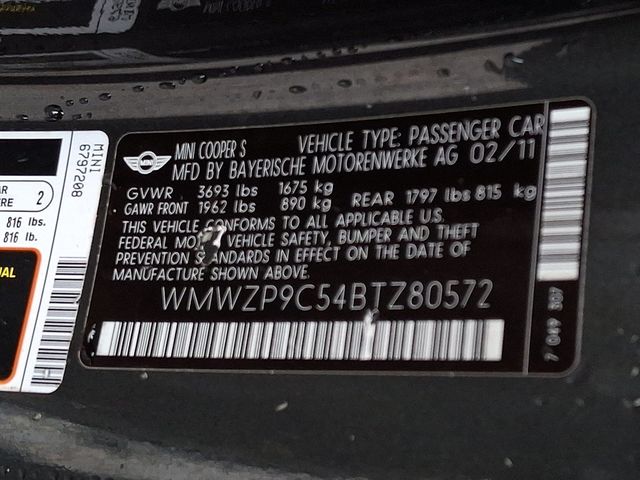 MINI
6797208
2
816 lbs.
816 lb.
MINI
MINI COOPER S VEHICLE TYPE: PASSENGER CAR
MFD BY BAYERISCHE MOTORENWERKE AG 02/11
GVWR 3693 lbs 1675 kg
GAWR FRONT 1962 lbs 890 kg REAR 1797 lbs 815 kg
THIS VEHICLE CONFORMS TO ALL APPLICABLE U.S.
FEDERAL MOTOR VEHICLE SAFETY, BUMPER AND THEFT
PREVENTION STANDARDS IN EFFECT ON THE DATE OF
MANUFACTURE SHOWN ABOVE.
WMWZP9C54BTZ80572